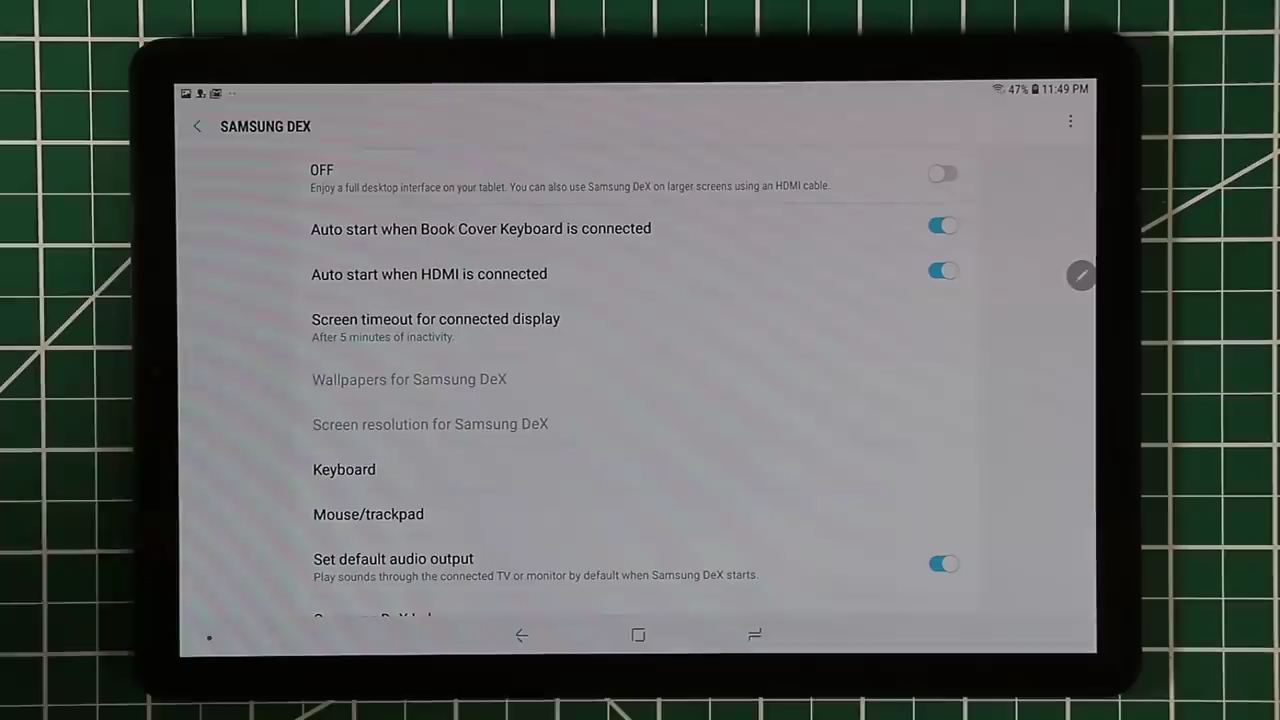 47% 11:49 PM
SAMSUNG DEX
OFF
Enjoy a full desktop interface on your tablet. You can also use Samsung DeX on larger screens using an HDMI cable.
Auto start when Book Cover Keyboard is connected
Auto start when HDMI is connected
Screen timeout for connected display
After 5 minutes of inactivity.
Wallpapers for Samsung DeX
Screen resolution for Samsung DeX
Keyboard
Mouse/trackpad
Set default audio output
Play sounds through the connected TV or monitor by default when Samsung DeX starts.